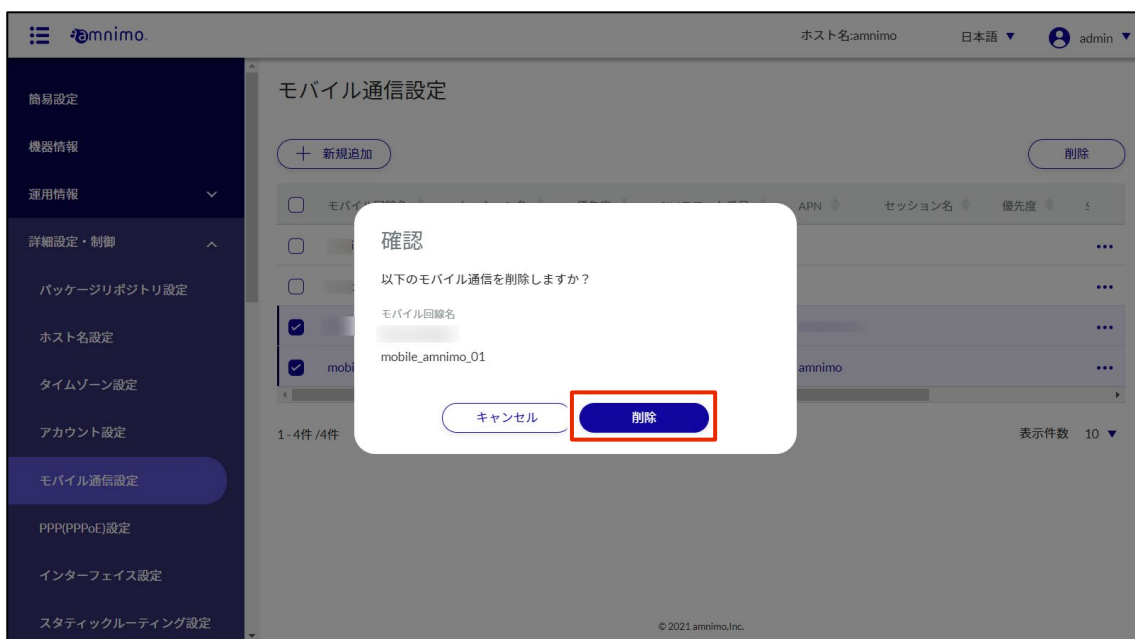 amnimo
ホスト名:amnimo
日本語 ▼
admin ▼
簡易設定
機器情報
運用情報
詳細設定・制御
パッケージリポジトリ設定
ホスト名設定
タイムゾーン設定
アカウント設定
モバイル通信設定
PPP(PPPoE)設定
インターフェイス設定
スタティックルーティング設定
モバイル通信設定
+ 新規追加
削除
APN
セッション名
優先度
mobi
amnimo
確認
以下のモバイル通信を削除しますか？
モバイル回線名
mobile_amnimo_01
キャンセル
削除
1 - 4件 /4件
表示件数 10 ▼
© 2021 amnimo,Inc.